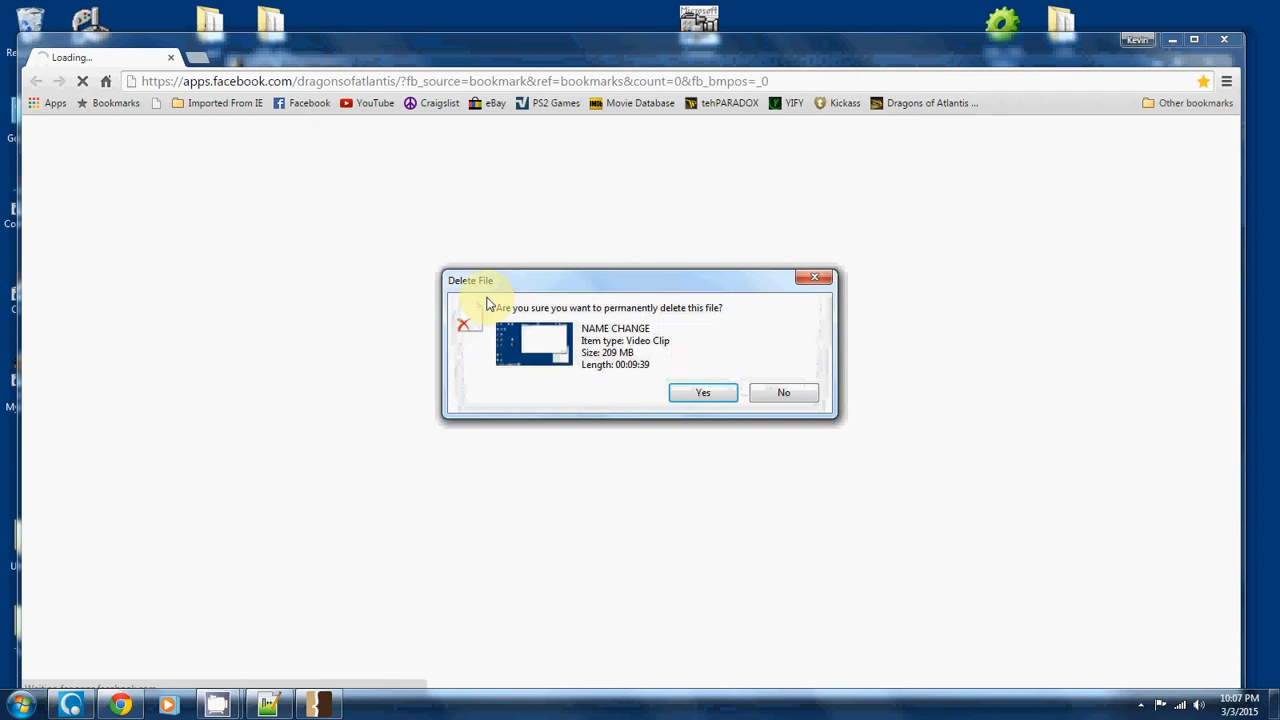 Microsoft
Kevin
Loading...
https://apps.facebook.com/dragonsofatlantis/?fb_source=bookmark&ref=bookmarks&count=0&fb_bmpos=_0
Apps Bookmarks Imported From IE Facebook YouTube Craigslist eBay PS2 Games IMDb Movie Database tehPARADOX YIFY Kickass Dragons of Atlantis ... Other bookmarks
Delete File
Are you sure you want to permanently delete this file?
NAME CHANGE
Item type: Video Clip
Size: 209 MB
Length: 00:09:39
Yes No
10:07 PM
3/3/2015